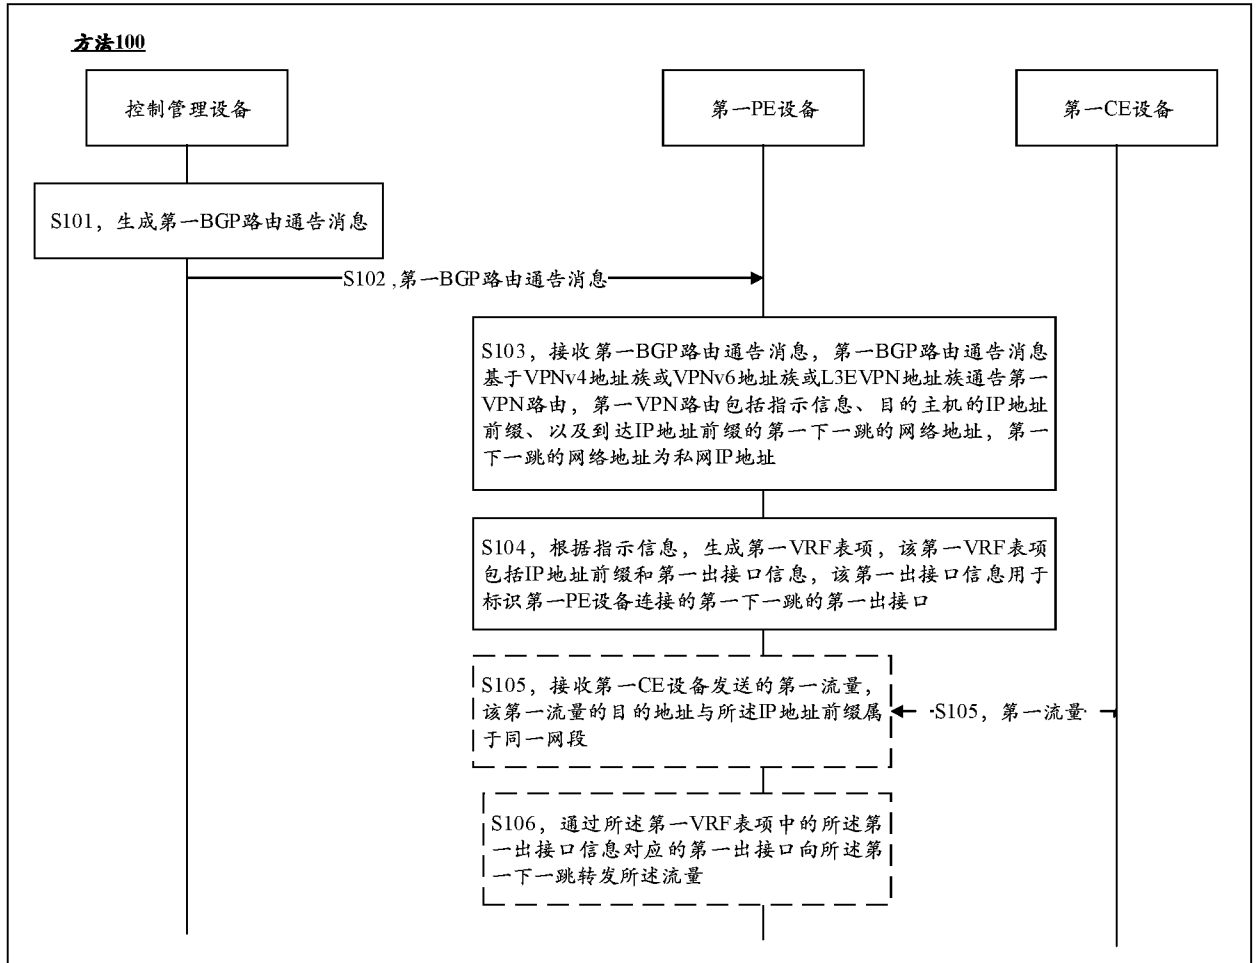 方法100
控制管理设备
第一PE设备
第一CE设备
S101，生成第一BGP路由通告消息
S102 ,第一BGP路由通告消息
S103，接收第一BGP路由通告消息，第一BGP路由通告消息
基于VPNv4地址族或VPNv6地址族或L3EVPN地址族通告第一
VPN路由，第一VPN路由包括指示信息、目的主机的IP地址
前缀、以及到达IP地址前缀的第一下一跳的网络地址，第一
下一跳的网络地址为私网IP地址
S104，根据指示信息，生成第一VRF表项，该第一VRF表项
包括IP地址前缀和第一出接口信息，该第一出接口信息用于
标识第一PE设备连接的第一下一跳的第一出接口
S105，接收第一CE设备发送的第一流量，
该第一流量的目的地址与所述IP地址前缀属
于同一网段
S105，第一流量
S106，通过所述第一VRF表项中的所述第
一出接口信息对应的第一出接口向所述第
一下一跳转发所述流量